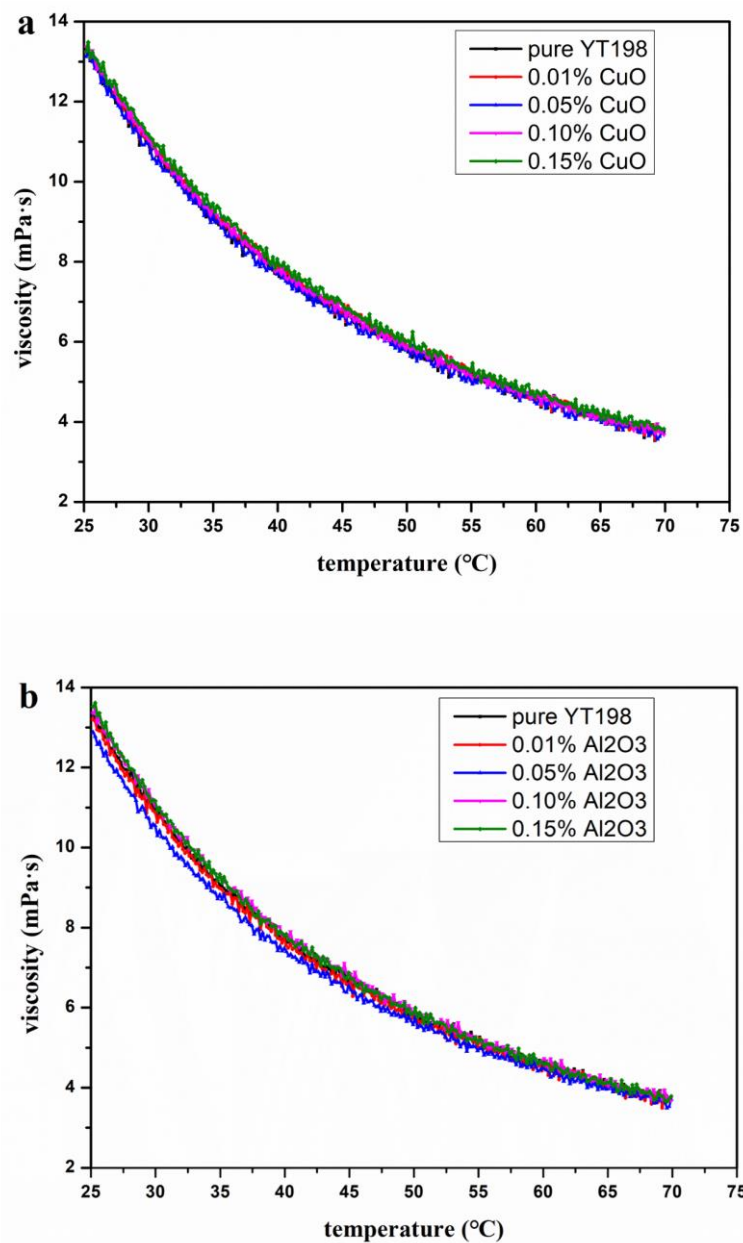 a
14
12
10
8
6
4
2
viscosity (mPa·s)
pure YT198
0.01% CuO
0.05% CuO
0.10% CuO
0.15% CuO
25 30 35 40 45 50 55 60 65 70 75
temperature (℃)
b
14
12
10
8
6
4
2
viscosity (mPa·s)
pure YT198
0.01% Al2O3
0.05% Al2O3
0.10% Al2O3
0.15% Al2O3
25 30 35 40 45 50 55 60 65 70 75
temperature (℃)